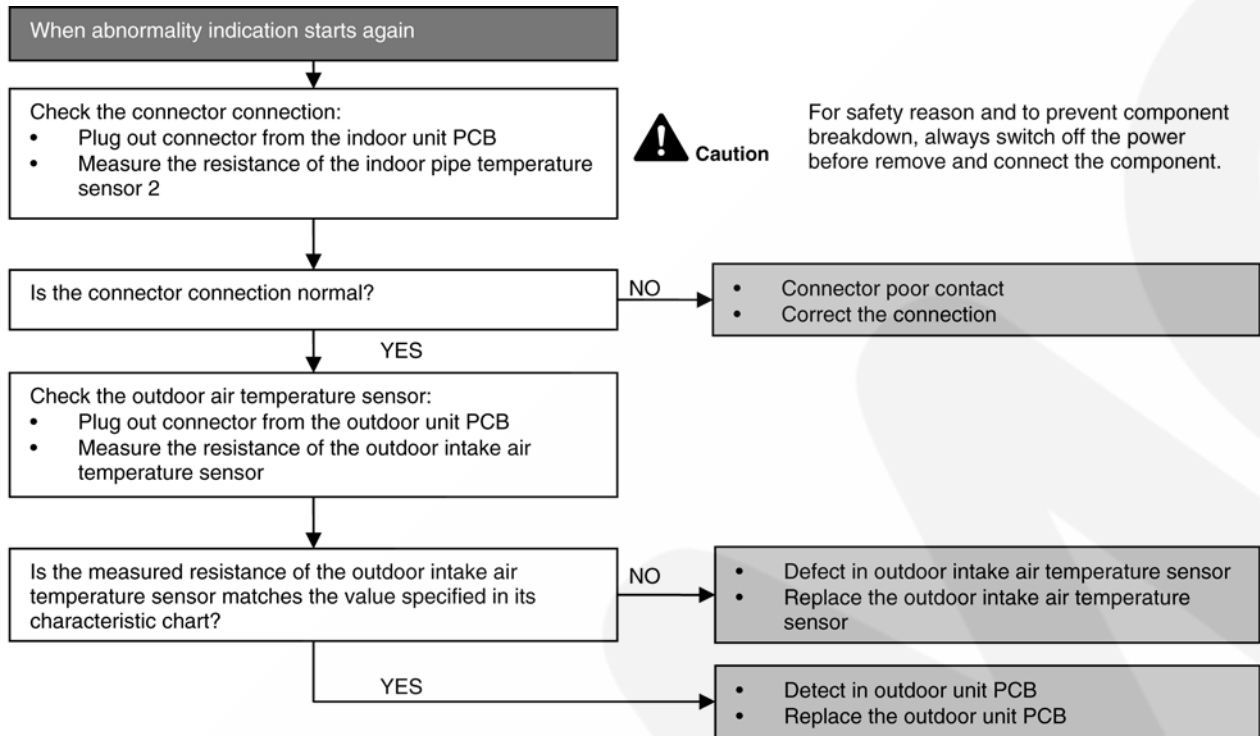 When abnormality indication starts again
Check the connector connection:
• Plug out connector from the indoor unit PCB
• Measure the resistance of the indoor pipe temperature
sensor 2
Caution
For safety reason and to prevent component
breakdown, always switch off the power
before remove and connect the component.
Is the connector connection normal?
NO
• Connector poor contact
• Correct the connection
YES
Check the outdoor air temperature sensor:
• Plug out connector from the outdoor unit PCB
• Measure the resistance of the outdoor intake air
temperature sensor
Is the measured resistance of the outdoor intake air
temperature sensor matches the value specified in its
characteristic chart?
NO
• Defect in outdoor intake air temperature sensor
• Replace the outdoor intake air temperature
sensor
YES
• Detect in outdoor unit PCB
• Replace the outdoor unit PCB